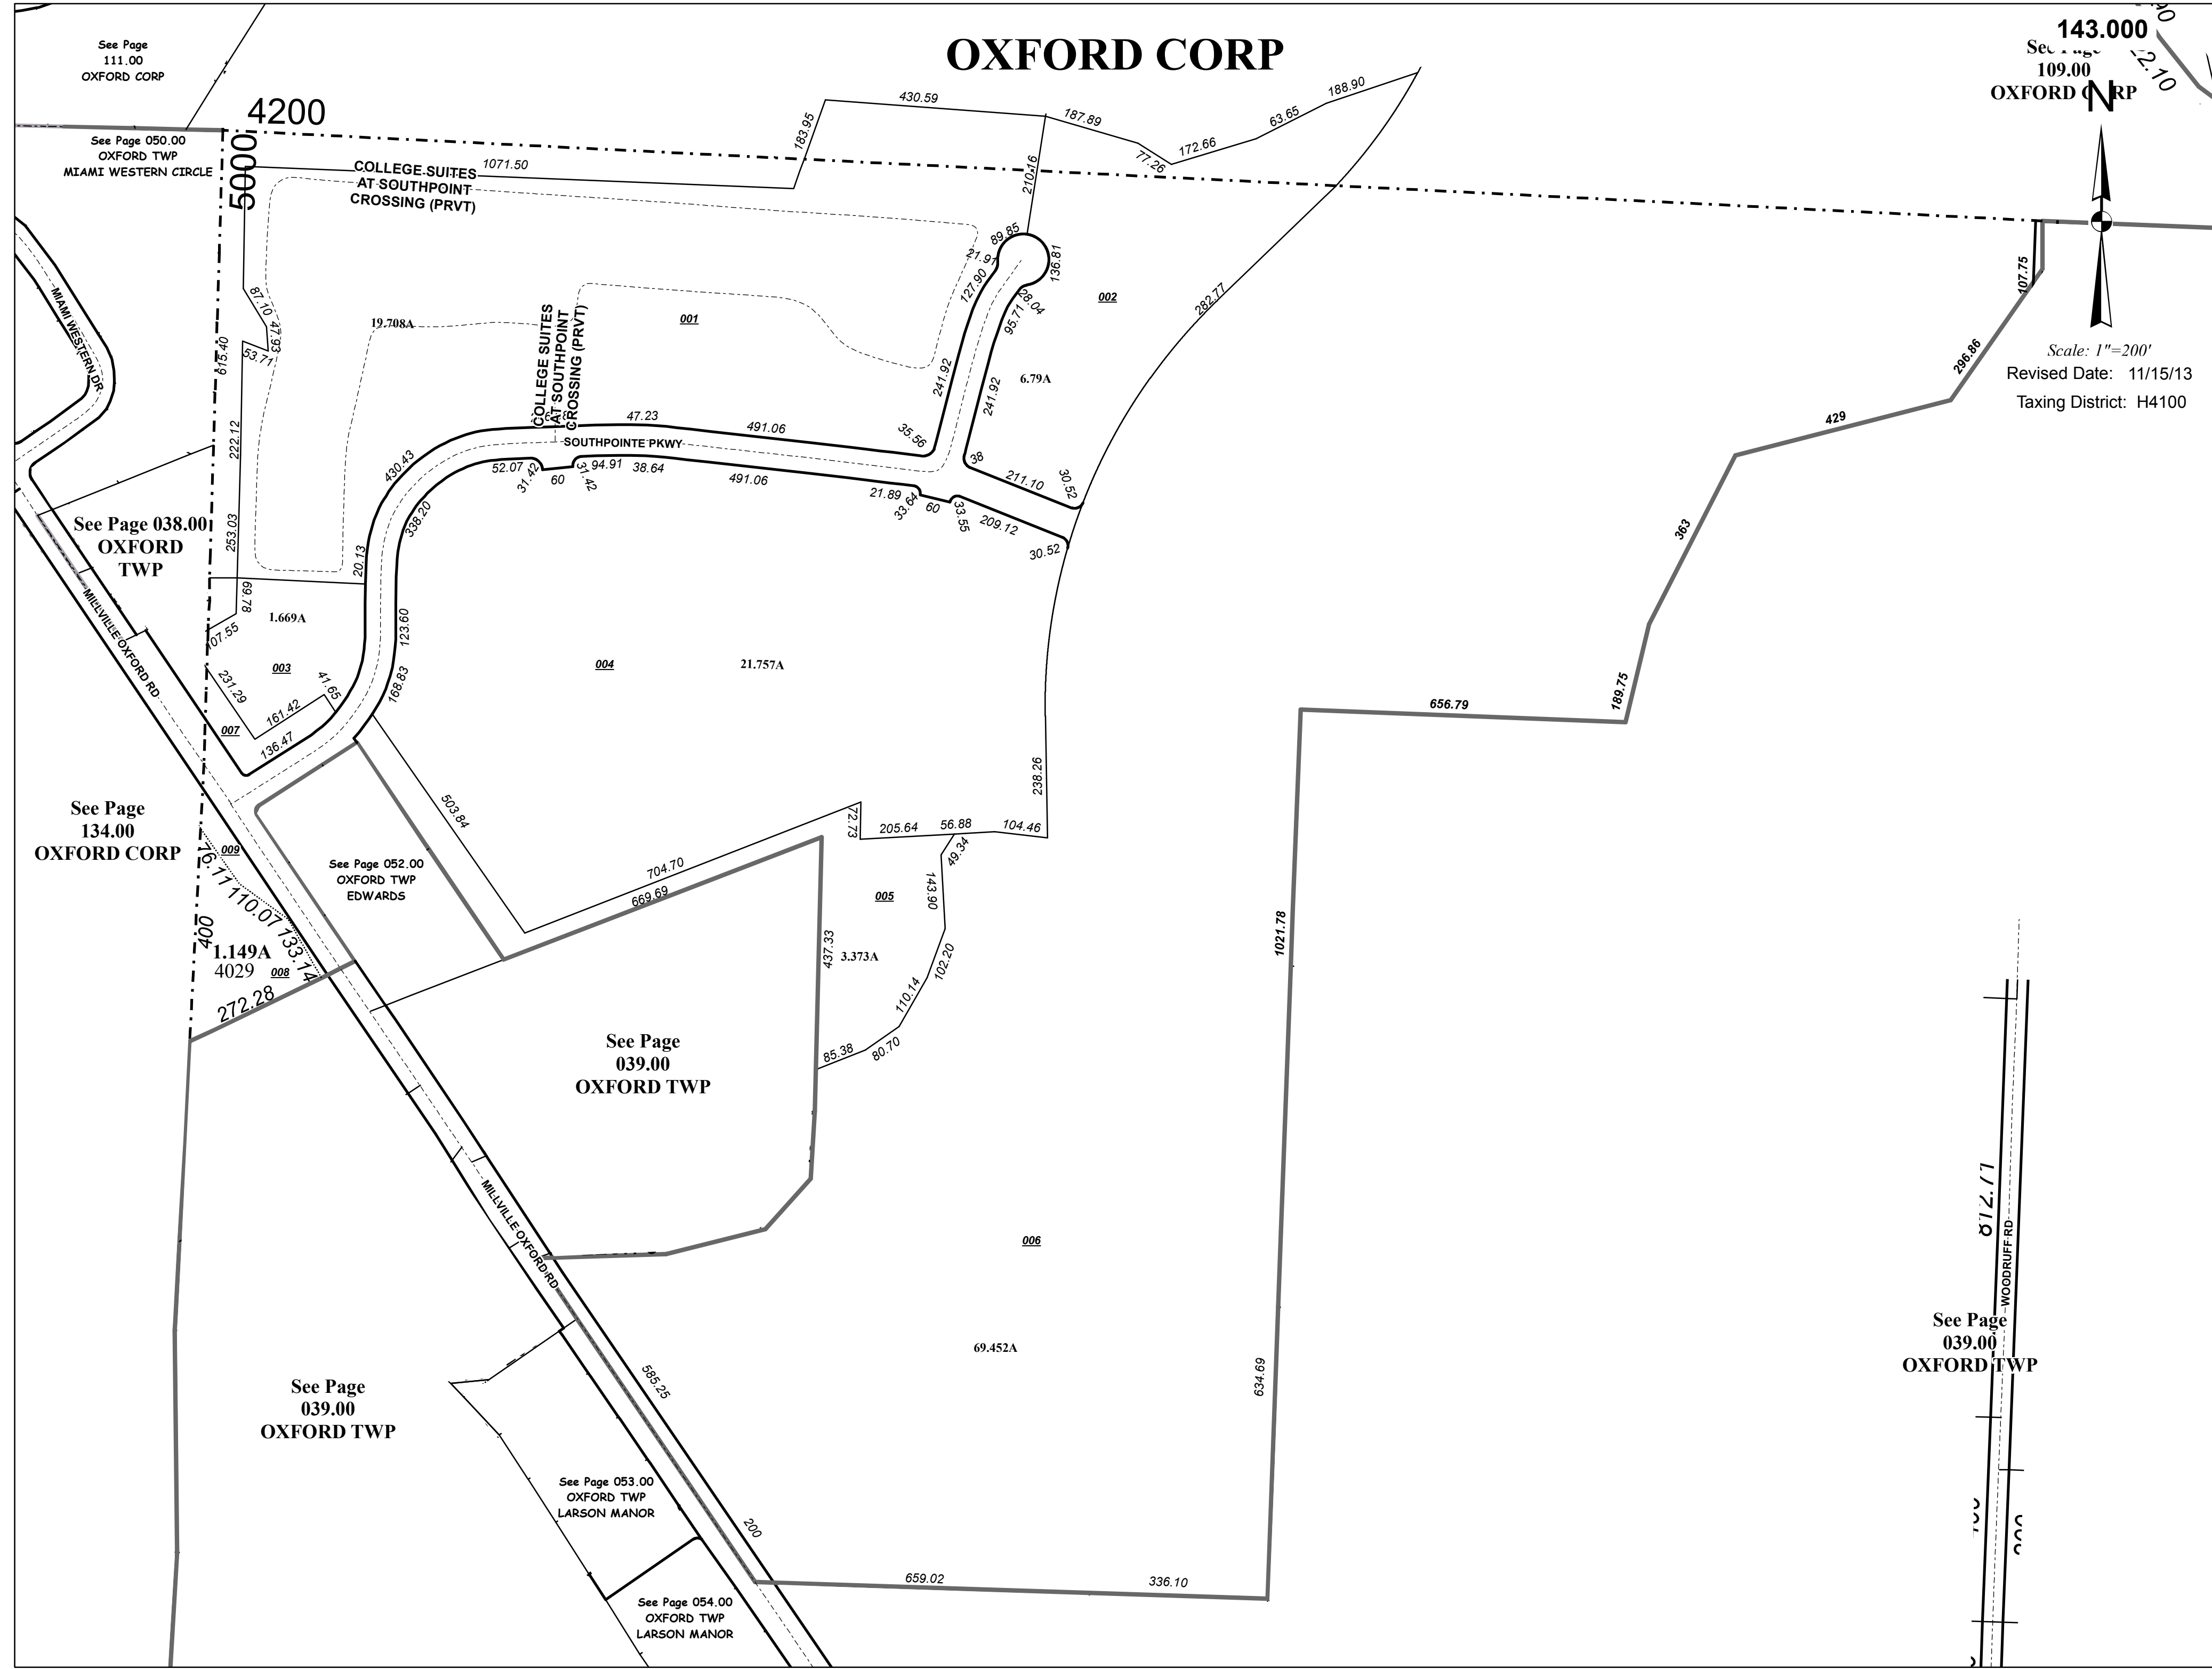 OXFORD CORP
143.000
See Page
109.00
OXFORD CORP
N
Scale: 1"=200'
Revised Date: 11/15/13
Taxing District: H4100
22.10
See Page
111.00
OXFORD CORP
4200
5000
See Page 050.00
OXFORD TWP
MIAMI WESTERN CIRCLE
COLLEGE SUITES
AT SOUTHPOINT
CROSSING (PRVT)
1071.50
183.95
430.59
187.89
77.26
172.66
63.65
188.90
210.16
89.85
21.91
136.81
127.90
28.04
95.71
002
282.77
107.75
296.86
429
363
189.75
656.79
MIAMI WESTERN DR
87.10
47.93
53.71
615.40
19.708A
COLLEGE SUITES
AT SOUTHPOINT
CROSSING (PRVT)
001
6.79A
241.92
241.92
222.12
253.03
430.43
47.23
491.06
35.56
SOUTHPOINTE PKWY
38
211.10
30.52
52.07
31.42
60
31.42
94.91
38.64
491.06
21.89
33.64
60
33.55
209.12
30.52
338.20
20.13
See Page 038.00
OXFORD
TWP
69.78
107.55
1.669A
123.60
003
004
21.757A
168.83
231.29
41.65
161.42
007
136.47
MILLVILLE OXFORD RD
238.26
503.84
72.73
205.64
56.88
104.46
49.34
See Page
134.00
OXFORD CORP
009
76.11
110.07
133.14
See Page 052.00
OXFORD TWP
EDWARDS
704.70
669.69
143.90
005
400
1.149A
4029
008
272.28
437.33
3.373A
102.20
110.14
85.38
80.70
1021.78
See Page
039.00
OXFORD TWP
MILLVILLE OXFORD RD
006
69.452A
634.69
812.71
WOODRUFF RD
See Page
039.00
OXFORD TWP
See Page
039.00
OXFORD TWP
585.25
See Page 053.00
OXFORD TWP
LARSON MANOR
200
659.02
336.10
See Page 054.00
OXFORD TWP
LARSON MANOR